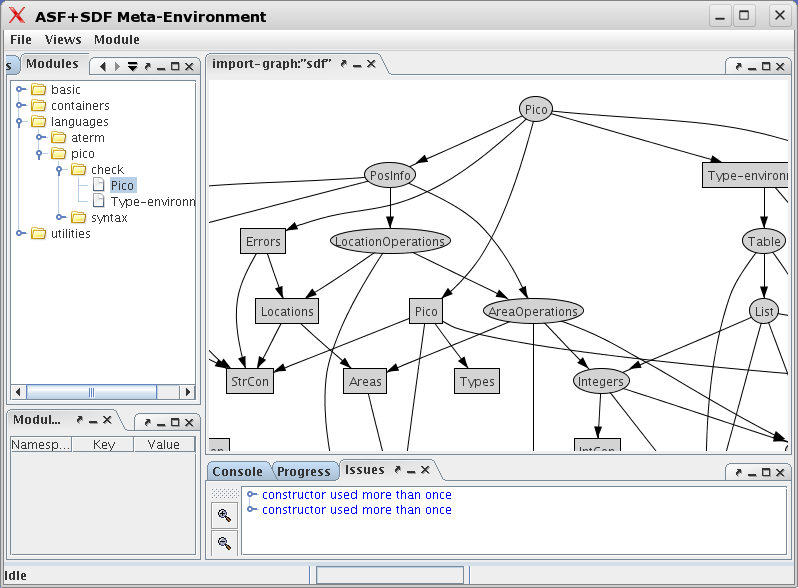 ASF+SDF Meta-Environment
File Views Module
s Modules
basic
containers
languages
aterm
pico
check
Pico
Type-environn
syntax
utilities
Modul...
Namesp... Key Value
import-graph:"sdf"
Pico
PosInfo
Type-environn
Errors
LocationOperations
Table
Locations
Pico
AreaOperations
List
StrCon
Areas
Types
Integers
IntCon
Console Progress Issues
constructor used more than once
constructor used more than once
Idle